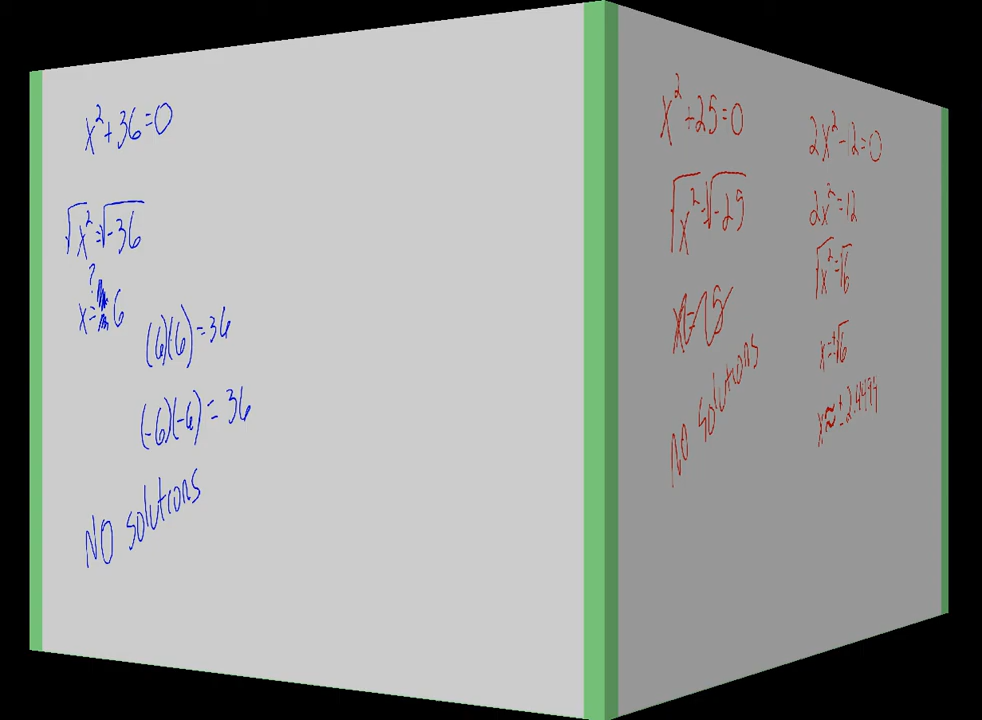 x²+36=0
√x²=√-36
?
x= 6
(6)(6)=36
(-6)(-6)=36
NO solutions
x²+25=0
√x²=√-25
NO solutions
2x²-12=0
2x²=12
√x²=√6
x=±√6
x≈±2.4494